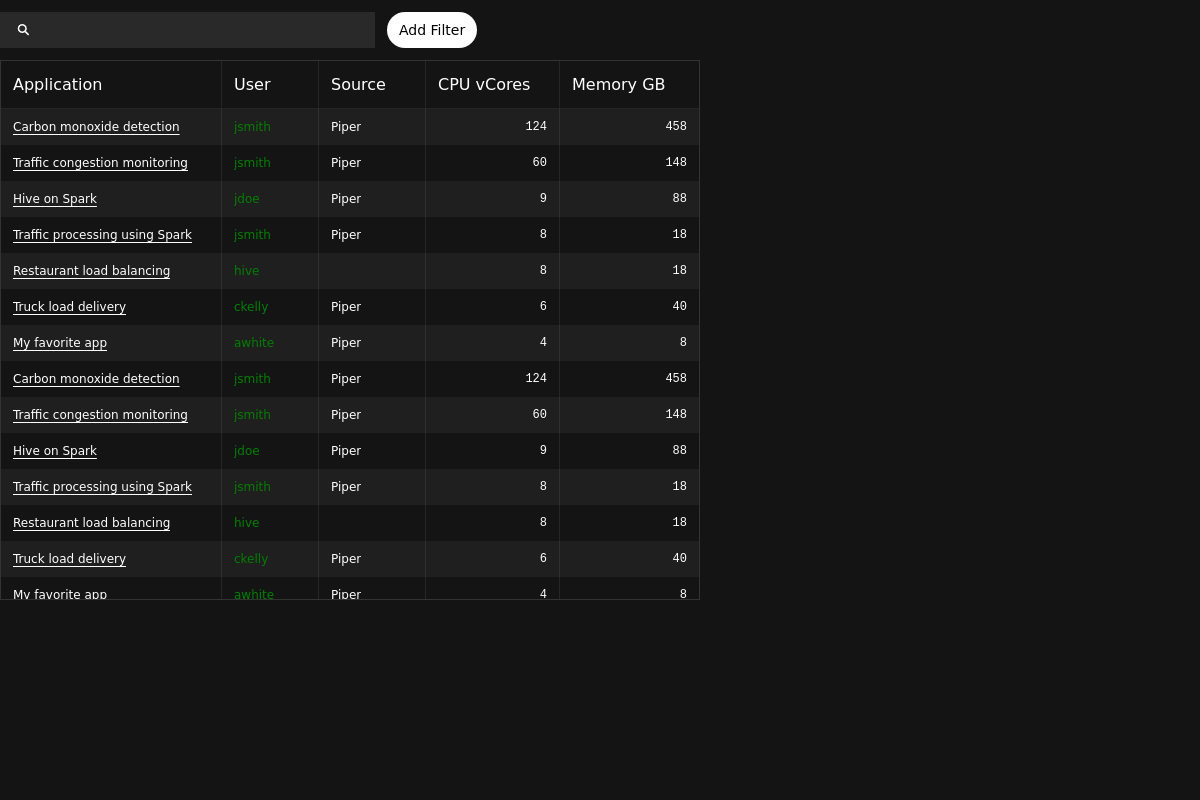 Add Filter
Application User Source CPU vCores Memory GB
Carbon monoxide detection jsmith Piper 124 458
Traffic congestion monitoring jsmith Piper 60 148
Hive on Spark jdoe Piper 9 88
Traffic processing using Spark jsmith Piper 8 18
Restaurant load balancing hive 8 18
Truck load delivery ckelly Piper 6 40
My favorite app awhite Piper 4 8
Carbon monoxide detection jsmith Piper 124 458
Traffic congestion monitoring jsmith Piper 60 148
Hive on Spark jdoe Piper 9 88
Traffic processing using Spark jsmith Piper 8 18
Restaurant load balancing hive 8 18
Truck load delivery ckelly Piper 6 40
My favorite app awhite Piper 4 8